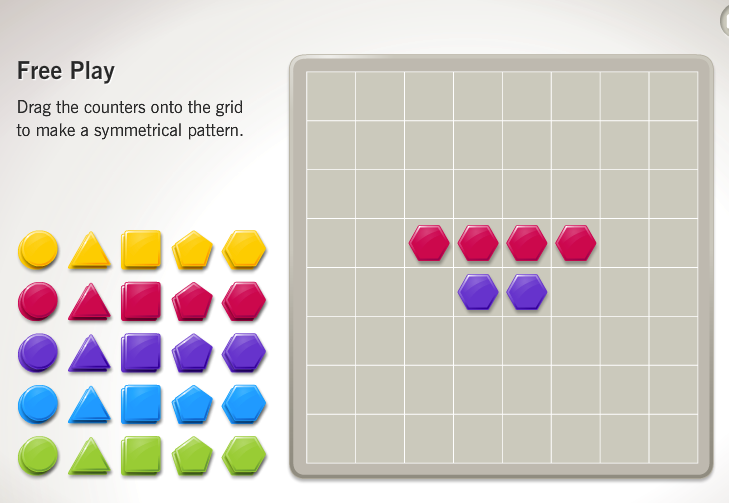 Free Play
Drag the counters onto the grid
to make a symmetrical pattern.